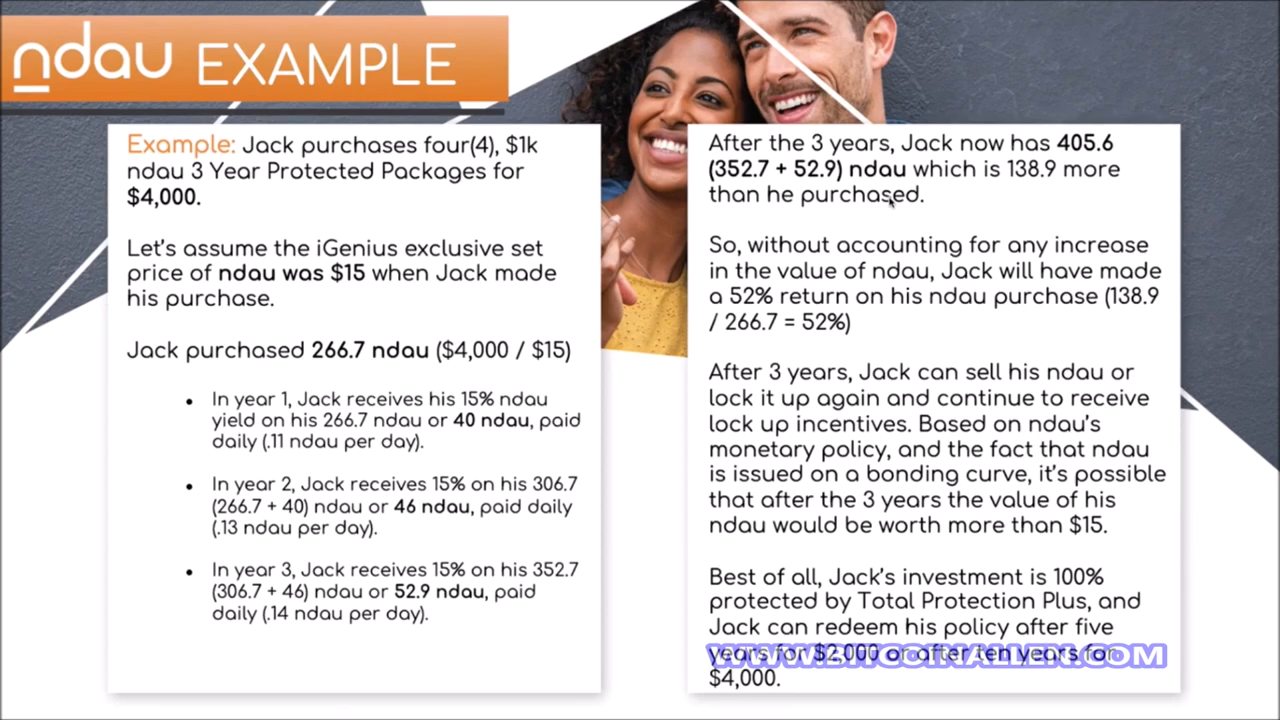 ndau EXAMPLE
Example: Jack purchases four(4), $1k
ndau 3 Year Protected Packages for
$4,000.
Let's assume the iGenius exclusive set
price of ndau was $15 when Jack made
his purchase.
Jack purchased 266.7 ndau ($4,000 / $15)
• In year 1, Jack receives his 15% ndau
yield on his 266.7 ndau or 40 ndau, paid
daily (.11 ndau per day).
• In year 2, Jack receives 15% on his 306.7
(266.7 + 40) ndau or 46 ndau, paid daily
(.13 ndau per day).
• In year 3, Jack receives 15% on his 352.7
(306.7 + 46) ndau or 52.9 ndau, paid
daily (.14 ndau per day).
After the 3 years, Jack now has 405.6
(352.7 + 52.9) ndau which is 138.9 more
than he purchased.
So, without accounting for any increase
in the value of ndau, Jack will have made
a 52% return on his ndau purchase (138.9
/ 266.7 = 52%)
After 3 years, Jack can sell his ndau or
lock it up again and continue to receive
lock up incentives. Based on ndau's
monetary policy, and the fact that ndau
is issued on a bonding curve, it's possible
that after the 3 years the value of his
ndau would be worth more than $15.
Best of all, Jack's investment is 100%
protected by Total Protection Plus, and
Jack can redeem his policy after five
years for $2,000 or after ten years for
$4,000.